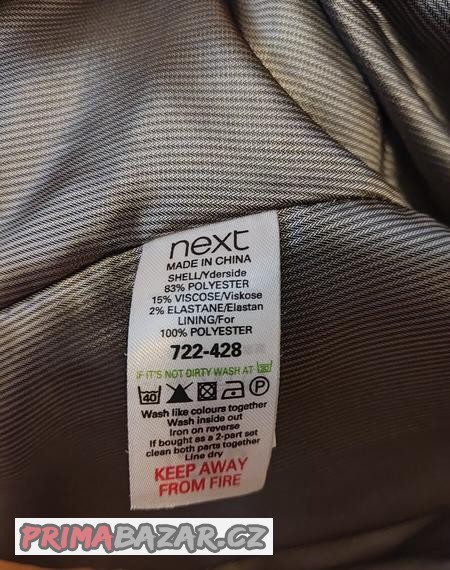 next
MADE IN CHINA
SHELL/Yderside
83% POLYESTER
15% VISCOSE/Viskose
2% ELASTANE/Elastan
LINING/For
100% POLYESTER
722-428
IF IT'S NOT DIRTY WASH AT 30
40 P
Wash like colours together
Wash inside out
Iron on reverse
If bought as a 2-part set
clean both parts together
Line dry
KEEP AWAY
FROM FIRE
PRIMABAZAR.CZ